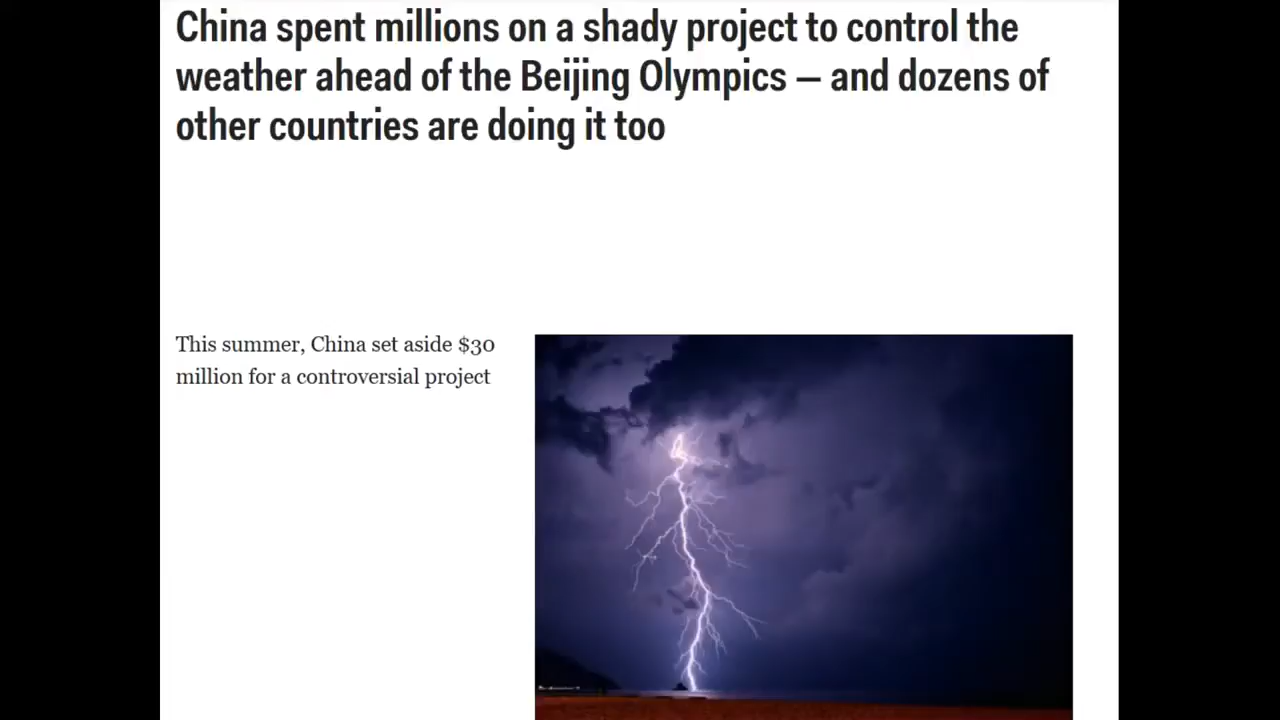 China spent millions on a shady project to control the
weather ahead of the Beijing Olympics — and dozens of
other countries are doing it too
This summer, China set aside $30
million for a controversial project